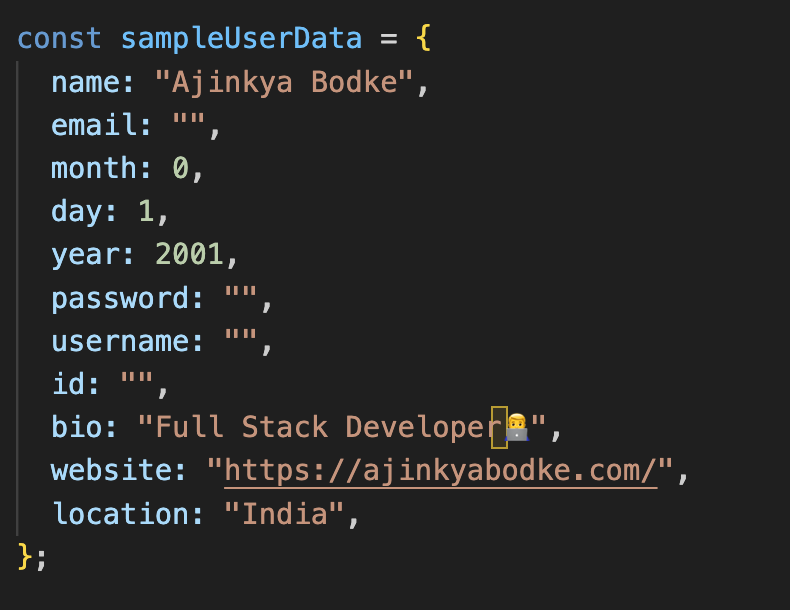 const sampleUserData = {
  name: "Ajinkya Bodke",
  email: "",
  month: 0,
  day: 1,
  year: 2001,
  password: "",
  username: "",
  id: "",
  bio: "Full Stack Developer👨‍💻",
  website: "https://ajinkyabodke.com/",
  location: "India",
};